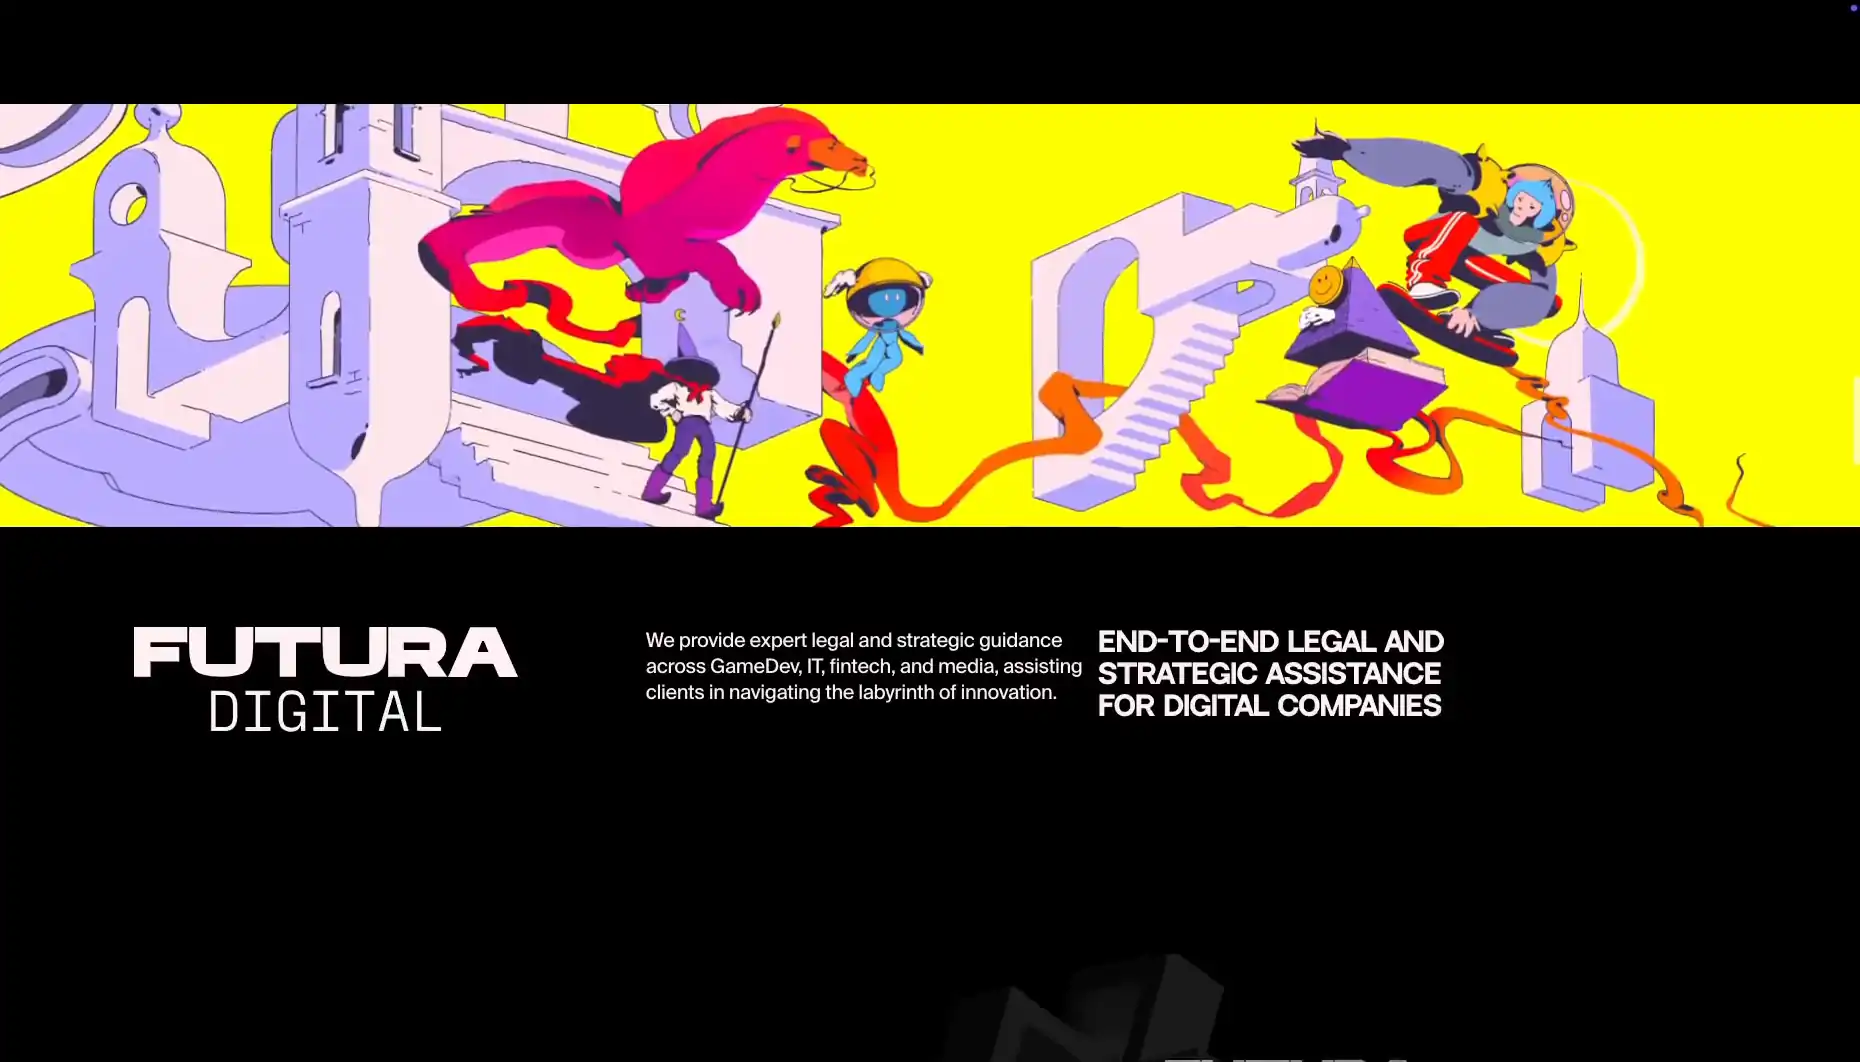 FUTURA
DIGITAL
We provide expert legal and strategic guidance
across GameDev, IT, fintech, and media, assisting
clients in navigating the labyrinth of innovation.
END-TO-END LEGAL AND
STRATEGIC ASSISTANCE
FOR DIGITAL COMPANIES